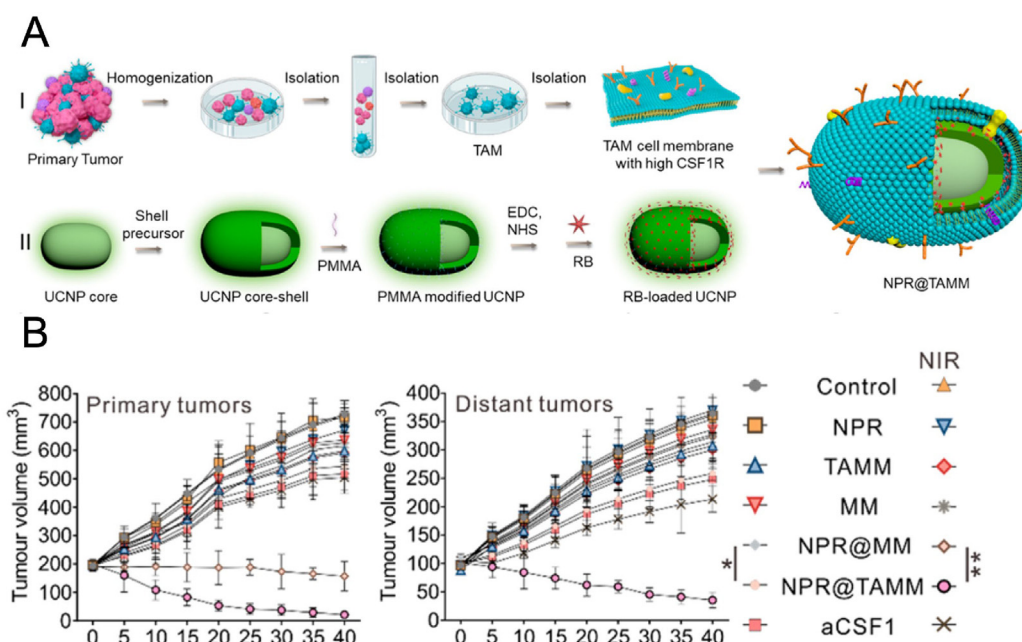 A
I
Homogenization
Isolation
Isolation
Isolation
Primary Tumor
TAM
TAM cell membrane
with high CSF1R
II
Shell
precursor
PMMA
EDC,
NHS
RB
UCNP core
UCNP core-shell
PMMA modified UCNP
RB-loaded UCNP
NPR@TAMM
B
Primary tumors
Tumour volume (mm³)
800
700
600
500
400
300
200
100
0
0 5 10 15 20 25 30 35 40
Distant tumors
Tumour volume (mm³)
400
350
300
250
200
150
100
50
0
0 5 10 15 20 25 30 35 40
NIR
Control
NPR
TAMM
MM
NPR@MM
* NPR@TAMM **
aCSF1